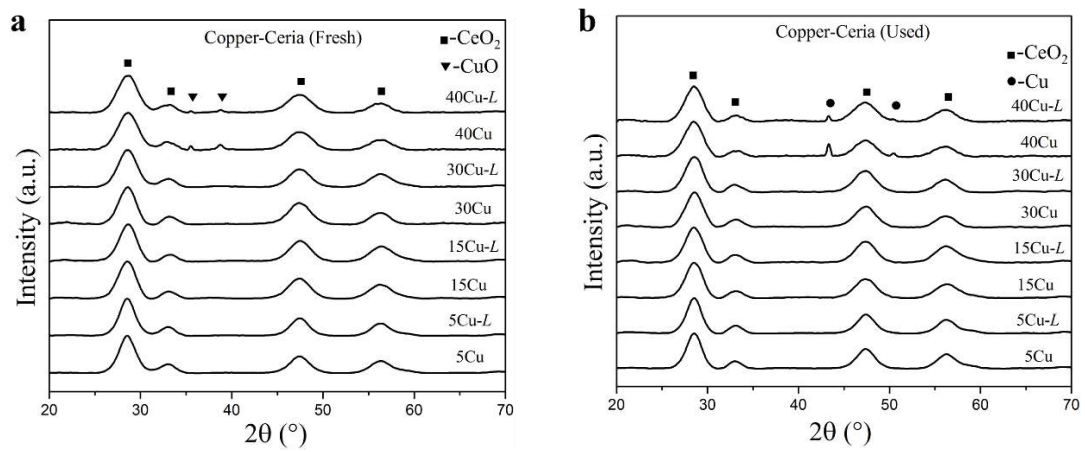 a
Copper-Ceria (Fresh)
■-CeO₂
▼-CuO
40Cu-L
40Cu
30Cu-L
30Cu
15Cu-L
15Cu
5Cu-L
5Cu
Intensity (a.u.)
20 30 40 50 60 70
2θ (°)
b
Copper-Ceria (Used)
■-CeO₂
●-Cu
40Cu-L
40Cu
30Cu-L
30Cu
15Cu-L
15Cu
5Cu-L
5Cu
Intensity (a.u.)
20 30 40 50 60 70
2θ (°)